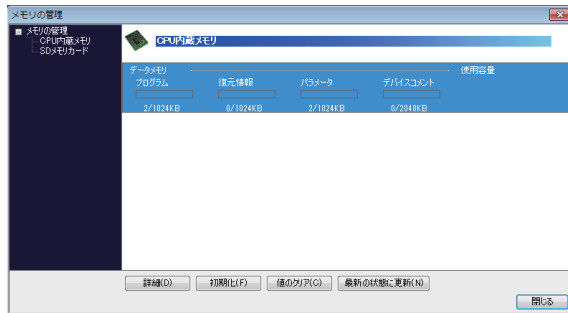 メモリの管理
メモリの管理
CPU内蔵メモリ
SDメモリカード
CPU内蔵メモリ
データメモリ
使用容量
プログラム 復元情報 パラメータ デバイスコメント
2/1024KB 0/1024KB 2/1024KB 0/2048KB
詳細(D) 初期化(F) 値のクリア(C) 最新の状態に更新(N)
閉じる